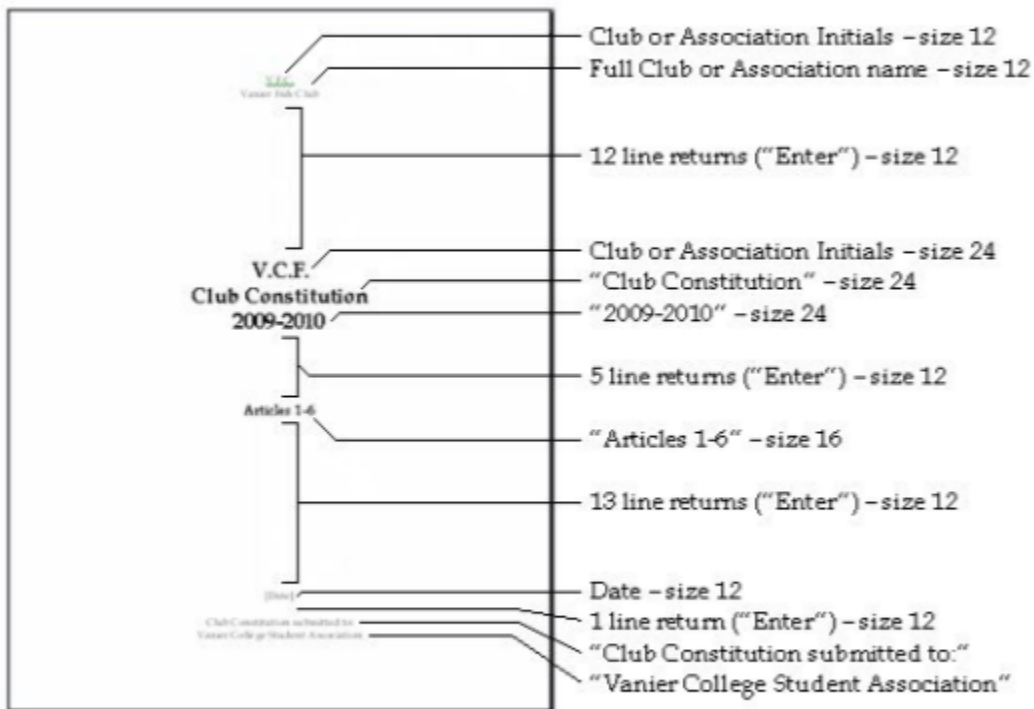 Club or Association Initials – size 12
Full Club or Association name – size 12
Vanier Club
12 line returns ("Enter") – size 12
Club or Association Initials – size 24
V.C.F.
"Club Constitution" – size 24
Club Constitution
"2009-2010" – size 24
2009-2010
5 line returns ("Enter") – size 12
Articles 1-6
"Articles 1-6" – size 16
13 line returns ("Enter") – size 12
Date – size 12
[Date]
1 line return ("Enter") – size 12
Club Constitution submitted to:
"Club Constitution submitted to:"
Vanier College Student Association
"Vanier College Student Association"